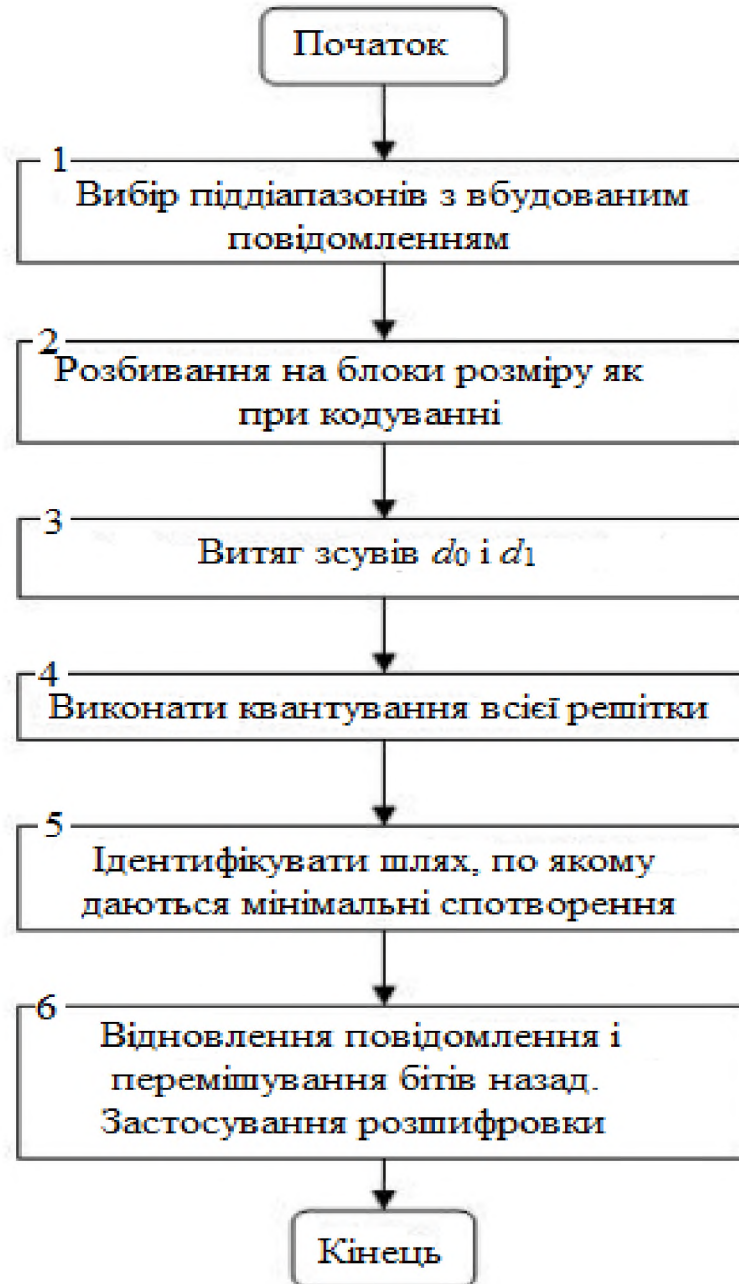 Початок
1
Вибір піддіапазонів з вбудованим
повідомленням
2
Розбивання на блоки розміру як
при кодуванні
3
Витяг зсувів d0 і d1
4
Виконати квантування всієї решітки
5
Ідентифікувати шлях, по якому
даються мінімальні спотворення
6
Відновлення повідомлення і
перемішування бітів назад.
Застосування розшифровки
Кінець